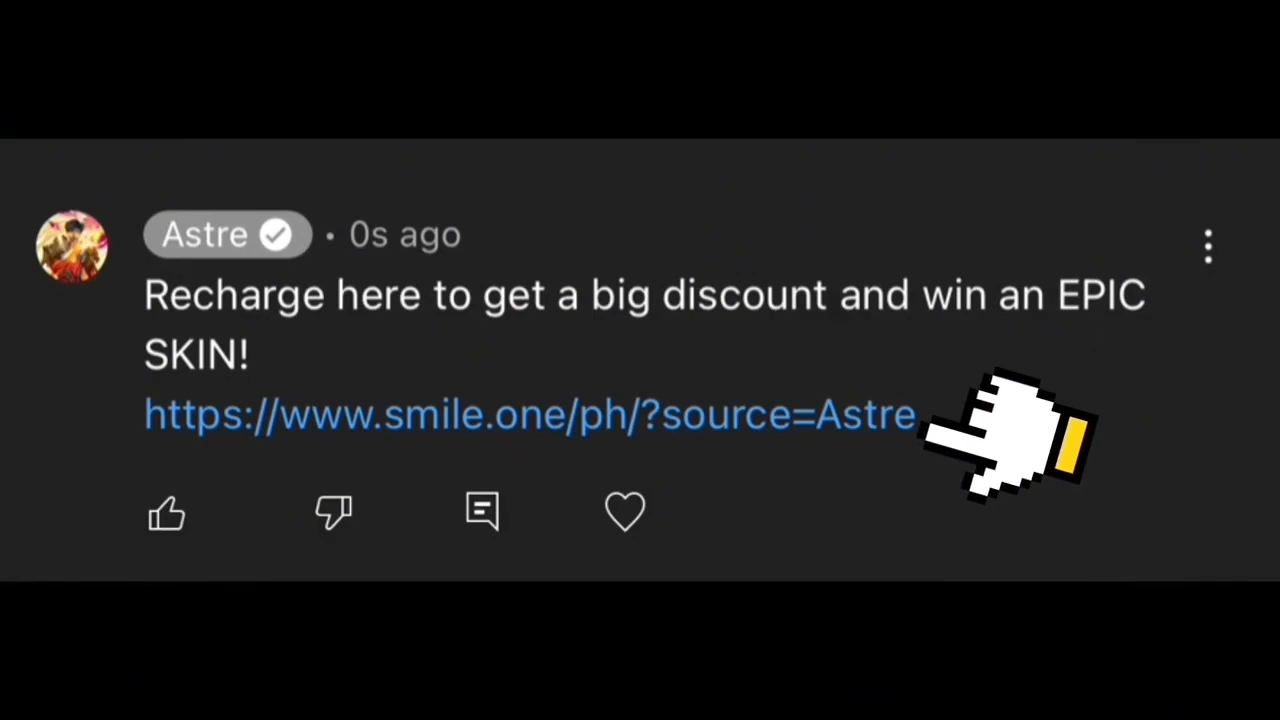 Astre • 0s ago
Recharge here to get a big discount and win an EPIC
SKIN!
https://www.smile.one/ph/?source=Astre